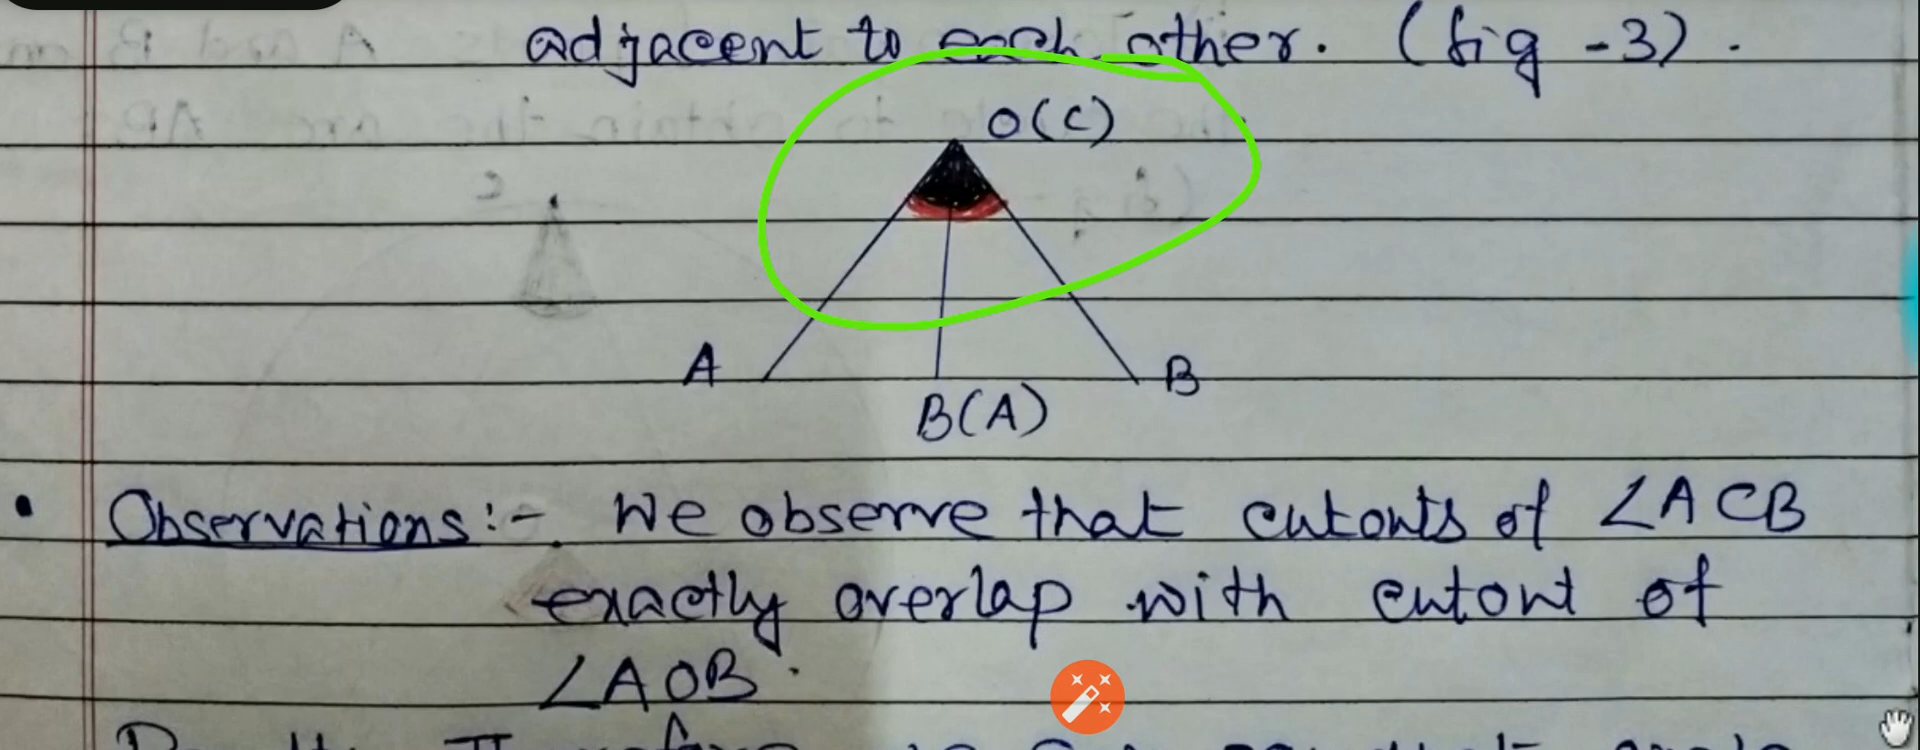 adjacent to each other. (fig -3).
O(C)
A
B
B(A)
• Observations:- We observe that cutouts of ∠ACB
exactly overlap with cutout of
∠AOB.